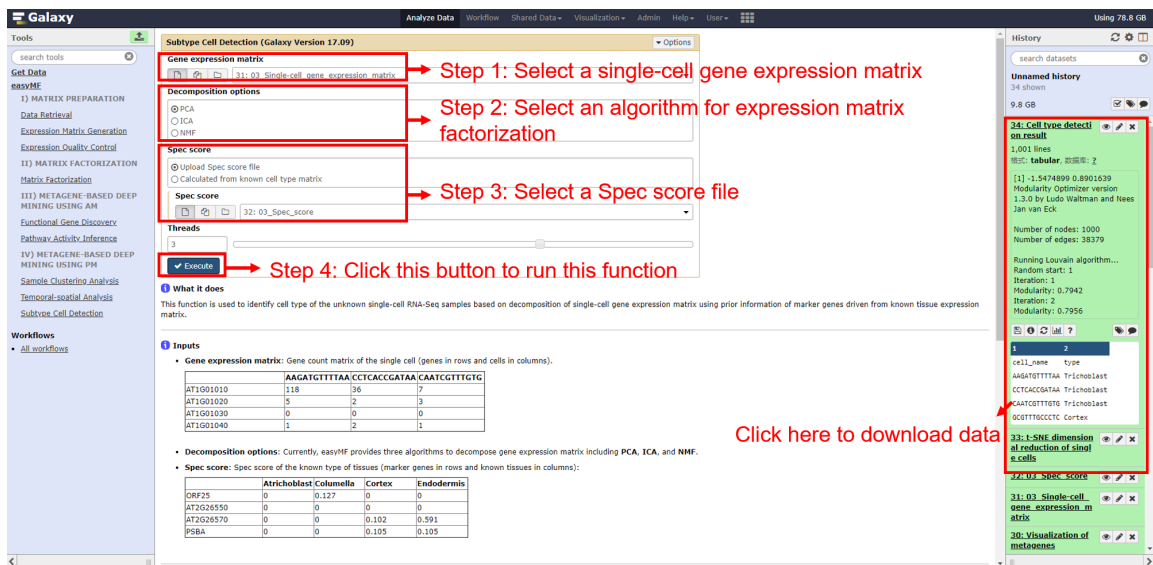 Galaxy
Analyze Data Workflow Shared Data Visualization Admin Help User
Using 78.8 GB
Tools
search tools
Get Data
easyMF
I) MATRIX PREPARATION
Data Retrieval
Expression Matrix Generation
Expression Quality Control
II) MATRIX FACTORIZATION
Matrix Factorization
III) METAGENE-BASED DEEP
MINING USING AM
Functional Gene Discovery
Pathway Activity Inference
IV) METAGENE-BASED DEEP
MINING USING PM
Sample Clustering Analysis
Temporal-spatial Analysis
Subtype Cell Detection
Workflows
• All workflows
Subtype Cell Detection (Galaxy Version 17.09)
Options
Gene expression matrix
31: 03_Single-cell_gene_expression_matrix
Step 1: Select a single-cell gene expression matrix
Decomposition options
PCA
ICA
NMF
Step 2: Select an algorithm for expression matrix
factorization
Spec score
Upload Spec score file
Calculated from known cell type matrix
Spec score
32: 03_Spec_score
Step 3: Select a Spec score file
Threads
3
Execute
Step 4: Click this button to run this function
What it does
This function is used to identify cell type of the unknown single-cell RNA-Seq samples based on decomposition of single-cell gene expression matrix using prior information of marker genes driven from known tissue expression
matrix.
Inputs
• Gene expression matrix: Gene count matrix of the single cell (genes in rows and cells in columns).
AAGATGTTTTAA CCTCACCGATAA CAATCGTTTGTG
AT1G01010 118 36 7
AT1G01020 5 2 3
AT1G01030 0 0 0
AT1G01040 1 2 1
• Decomposition options: Currently, easyMF provides three algorithms to decompose gene expression matrix including PCA, ICA, and NMF.
• Spec score: Spec score of the known type of tissues (marker genes in rows and known tissues in columns):
Atrichoblast Columella Cortex Endodermis
ORF25 0 0.127 0 0
AT2G26550 0 0 0 0
AT2G26570 0 0 0.102 0.591
PSBA 0 0 0.105 0.105
History
search datasets
Unnamed history
34 shown
9.8 GB
34: Cell type detecti
on result
1,001 lines
格式: tabular, 数据库: ?
[1] -1.5474899 0.8901639
Modularity Optimizer version
1.3.0 by Ludo Waltman and Nees
Jan van Eck
Number of nodes: 1000
Number of edges: 38379
Running Louvain algorithm...
Random start: 1
Iteration: 1
Modularity: 0.7942
Iteration: 2
Modularity: 0.7956
1 2
cell_name type
AAGATGTTTTAA Trichoblast
CCTCACCGATAA Trichoblast
CAATCGTTTGTG Trichoblast
GCGTTTGCCCTC Cortex
Click here to download data
33: t-SNE dimension
al reduction of singl
e cells
32: 03_Spec_score
31: 03_Single-cell_
gene_expression_m
atrix
30: Visualization of
metagenes